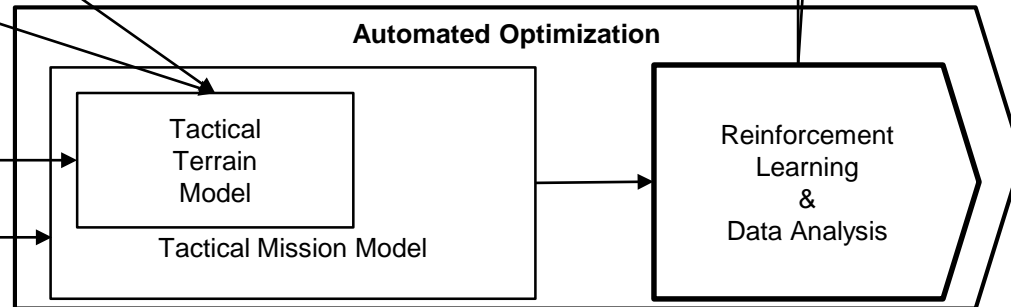 Automated Optimization
Tactical
Terrain
Model
Tactical Mission Model
Reinforcement
Learning
&
Data Analysis